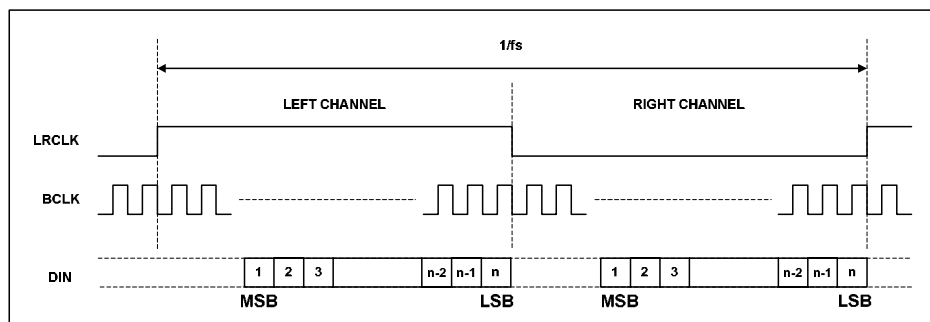 1/fs
LEFT CHANNEL RIGHT CHANNEL
LRCLK
BCLK
DIN 1 2 3 n-2 n-1 n 1 2 3 n-2 n-1 n
MSB LSB MSB LSB